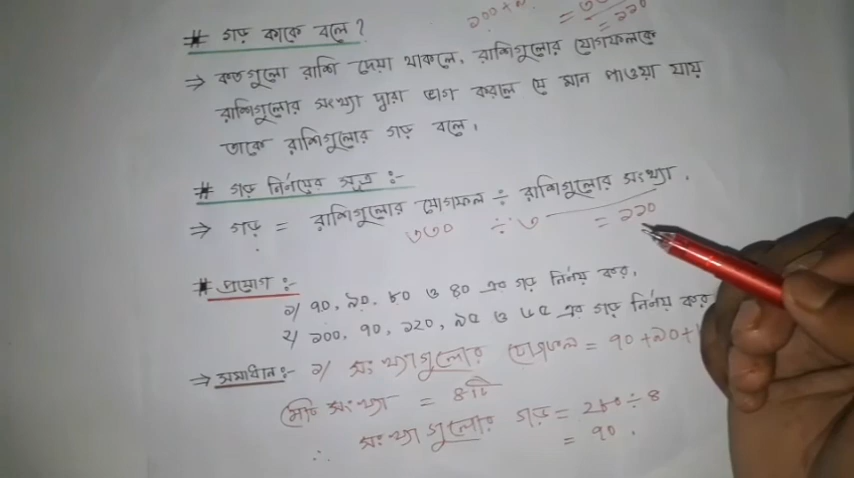 # গড় কাকে বলে?
১০০+
= ১১০
→ কতগুলো রাশি দেয়া থাকলে, রাশিগুলোর যোগফলকে
রাশিগুলোর সংখ্যা দ্বারা ভাগ করলে যে মান পাওয়া যায়
তাকে রাশিগুলোর গড় বলে।
# গড় নির্ণয়ের সূত্র :-
→ গড় = রাশিগুলোর যোগফল ÷ রাশিগুলোর সংখ্যা।
৩৩০ ÷ ৩ = ১১০
# প্রয়োগ :-
১/ ৭০, ৯০, ৮০ ও ৪০ এর গড় নির্ণয় কর।
২/ ১০০, ৭০, ১২০, ৯৫ ও ৬৫ এর গড় নির্ণয় কর
→ সমাধান :- ১/ সংখ্যাগুলোর যোগফল = ৭০+৯০+
মোট সংখ্যা = ৪টি
∴ সংখ্যাগুলোর গড় = ২৮০ ÷ ৪
= ৭০.